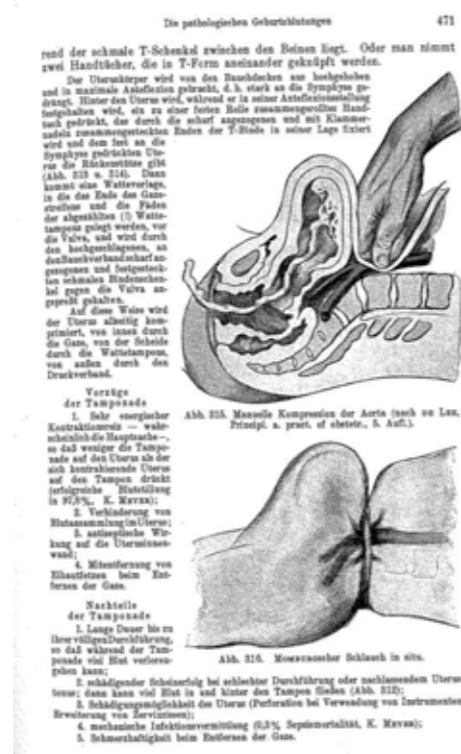 Die pathologischen Geburtsblutungen 471
rend der schmale T-Schenkel zwischen den Beinen liegt. Oder man nimmt
zwei Handtücher, die in T-Form aneinander geknüpft werden.
Der Uteruskörper wird von den Bauchdecken aus hochgehoben
und in maximale Anteflexion gebracht, d. h. stark an die Symphyse ge-
drängt. Hinter den Uterus wird, während er in seiner Anteflexionsstellung
festgehalten wird, ein zu einer festen Rolle zusammengerolltes Hand-
tuch gedrückt, das durch die scharf angezogenen und mit Klammer-
nadeln zusammengesteckten Enden der T-Binde in seiner Lage fixiert
wird und dem fest an die
Symphyse gedrückten Ute-
rus die Rückenstütze gibt
(Abb. 313 u. 314). Dann
kommt eine Wattevorlage,
in die das Ende des Gaze-
streifens und die Fäden
der abgezählten (!) Watte-
tampons gelegt werden, vor
die Vulva, und wird durch
den hochgeschlagenen, an
den Bauchverband scharf an-
gezogenen und festgesteck-
ten schmalen Bindenschen-
kel gegen die Vulva an-
gepreßt gehalten.
Auf diese Weise wird
der Uterus allseitig kom-
primiert, von innen durch
die Gaze, von der Scheide
durch die Wattetampons,
von außen durch den
Druckverband.
Vorzüge
der Tamponade
1. Sehr energischer
Kontraktionsreiz — wahr-
scheinlich die Hauptsache –,
so daß weniger die Tampo-
nade auf den Uterus als der
sich kontrahierende Uterus
auf den Tampon drückt
(erfolgreiche Blutstillung
in 97,8%, K. MEYER);
2. Verhinderung von
Blutansammlung im Uterus;
3. antiseptische Wir-
kung auf die Uterusinnen-
wand;
4. Mitentfernung von
Eihautfetzen beim Ent-
fernen der Gaze.
Nachteile
der Tamponade
1. Lange Dauer bis zu
ihrer völligen Durchführung,
so daß während der Tam-
ponade viel Blut verloren-
gehen kann;
Abb. 315. Manuelle Kompression der Aorta (nach DE LEE,
Principl. a. pract. of obstetr., 5. Aufl.).
Abb. 316. MOMBURGscher Schlauch in situ.
2. schädigender Scheinerfolg bei schlechter Durchführung oder nachlassendem Uterus-
tonus; dann kann viel Blut in und hinter den Tampon fließen (Abb. 312);
3. Schädigungsmöglichkeit des Uterus (Perforation bei Verwendung von Instrumenten,
Erweiterung von Zervixrissen);
4. mechanische Infektionsvermittlung (0,3% Sepsismortalität, K. MEYER);
5. Schmerzhaftigkeit beim Entfernen der Gaze.